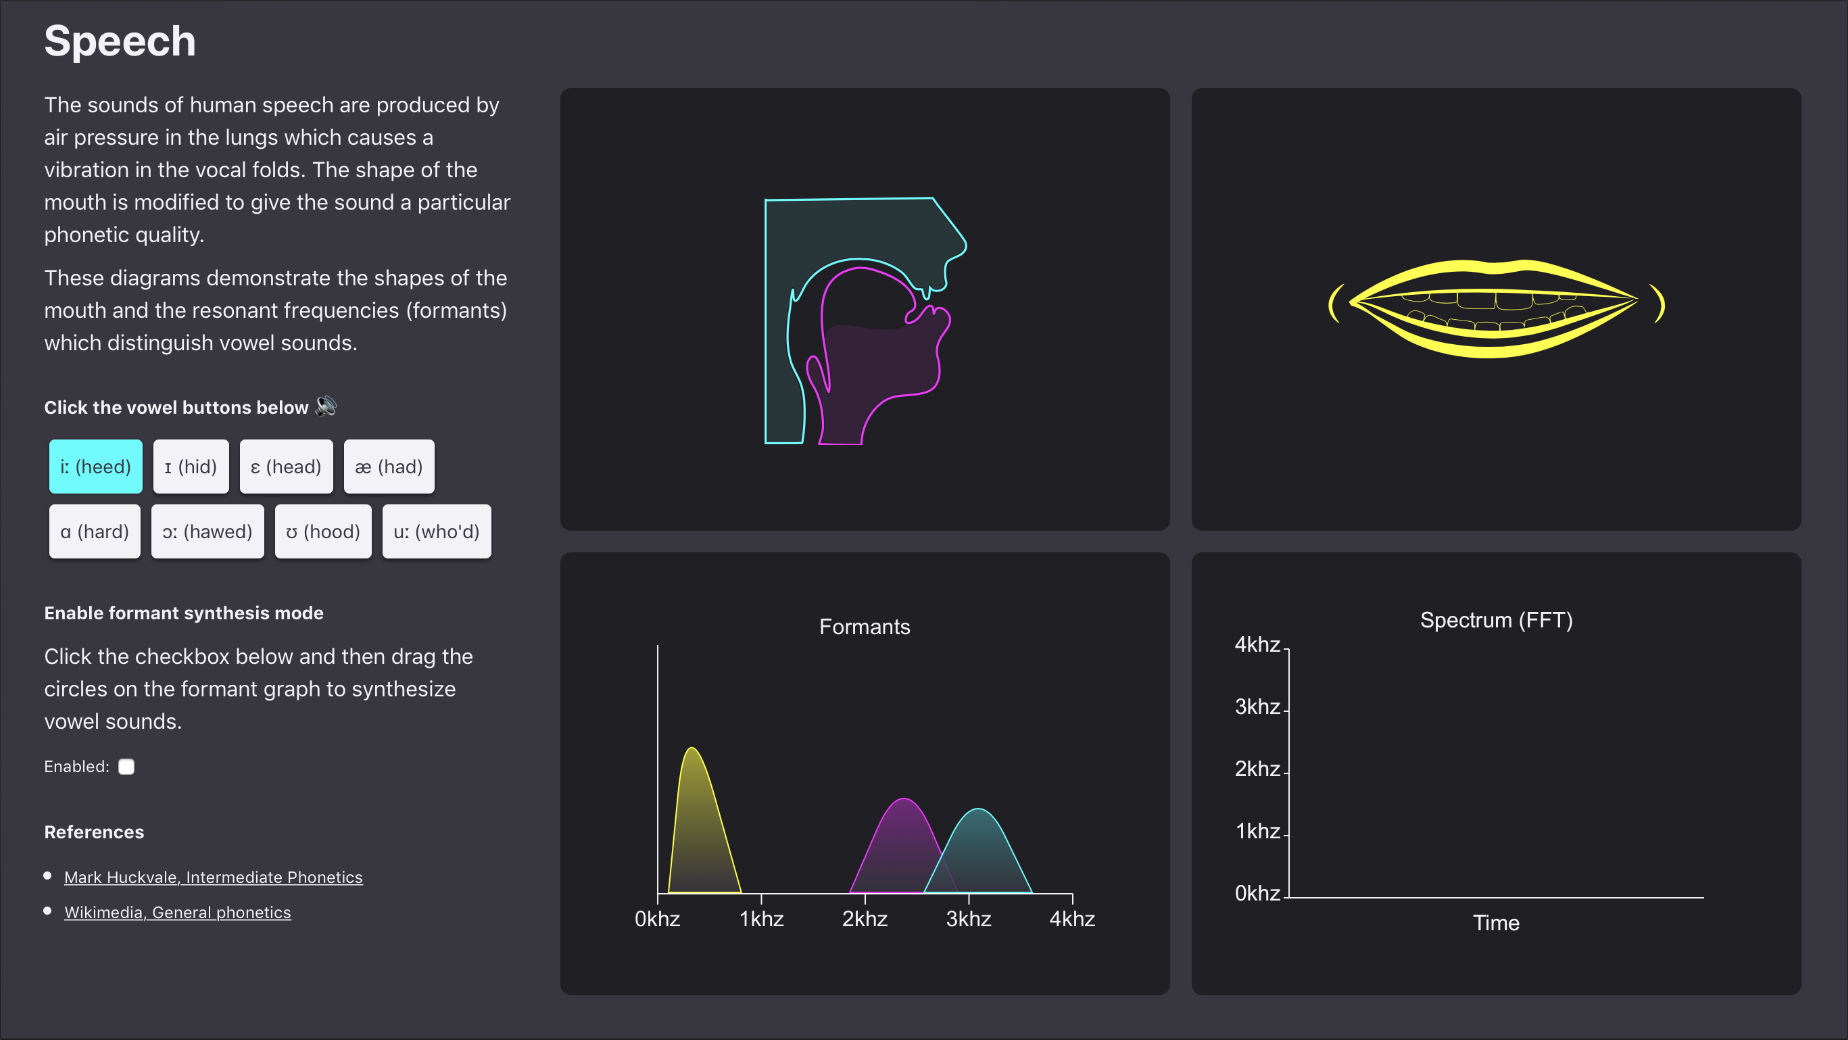 Speech
The sounds of human speech are produced by
air pressure in the lungs which causes a
vibration in the vocal folds. The shape of the
mouth is modified to give the sound a particular
phonetic quality.
These diagrams demonstrate the shapes of the
mouth and the resonant frequencies (formants)
which distinguish vowel sounds.
Click the vowel buttons below 🔊
iː (heed)
ɪ (hid)
ɛ (head)
æ (had)
ɑ (hard)
ɔː (hawed)
ʊ (hood)
uː (who'd)
Enable formant synthesis mode
Click the checkbox below and then drag the
circles on the formant graph to synthesize
vowel sounds.
Enabled:
References
Mark Huckvale, Intermediate Phonetics
Wikimedia, General phonetics
Formants
0khz 1khz 2khz 3khz 4khz
Spectrum (FFT)
4khz
3khz
2khz
1khz
0khz
Time